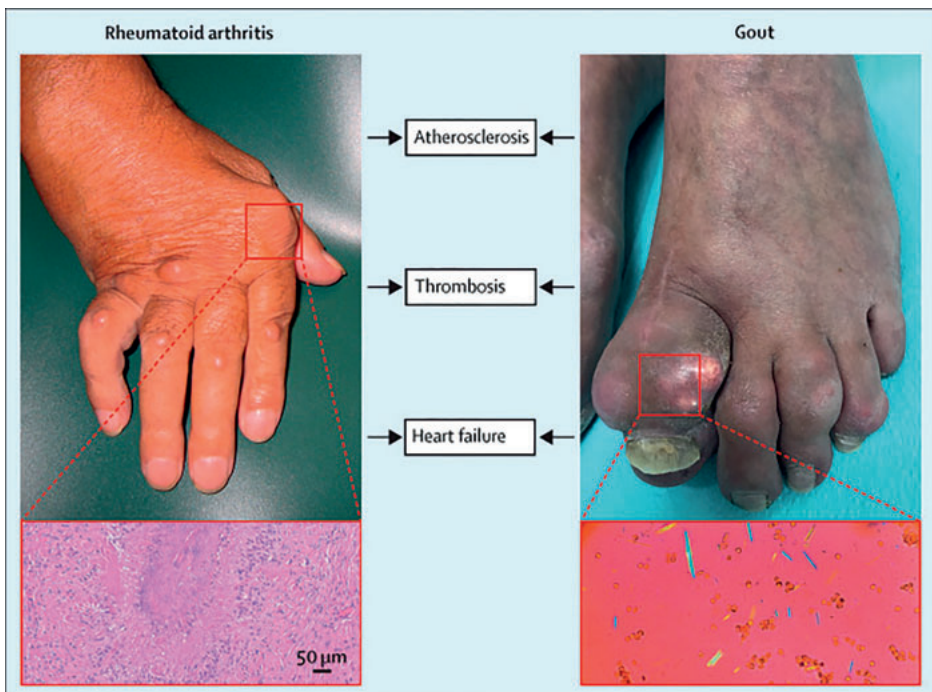 Rheumatoid arthritis
Gout
Atherosclerosis
Thrombosis
Heart failure
50 µm